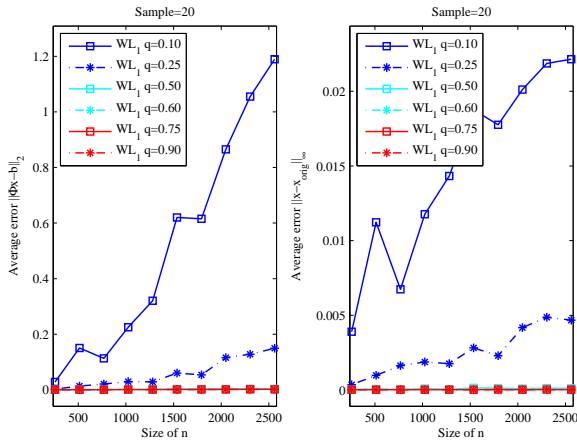 Sample=20
WL1 q=0.10
WL1 q=0.25
WL1 q=0.50
WL1 q=0.60
WL1 q=0.75
WL1 q=0.90
Average error ||Φx−b||2
1.2
1
0.8
0.6
0.4
0.2
0
500 1000 1500 2000 2500
Size of n
Sample=20
WL1 q=0.10
WL1 q=0.25
WL1 q=0.50
WL1 q=0.60
WL1 q=0.75
WL1 q=0.90
Average error ||x−xorig||∞
0.02
0.015
0.01
0.005
0
500 1000 1500 2000 2500
Size of n